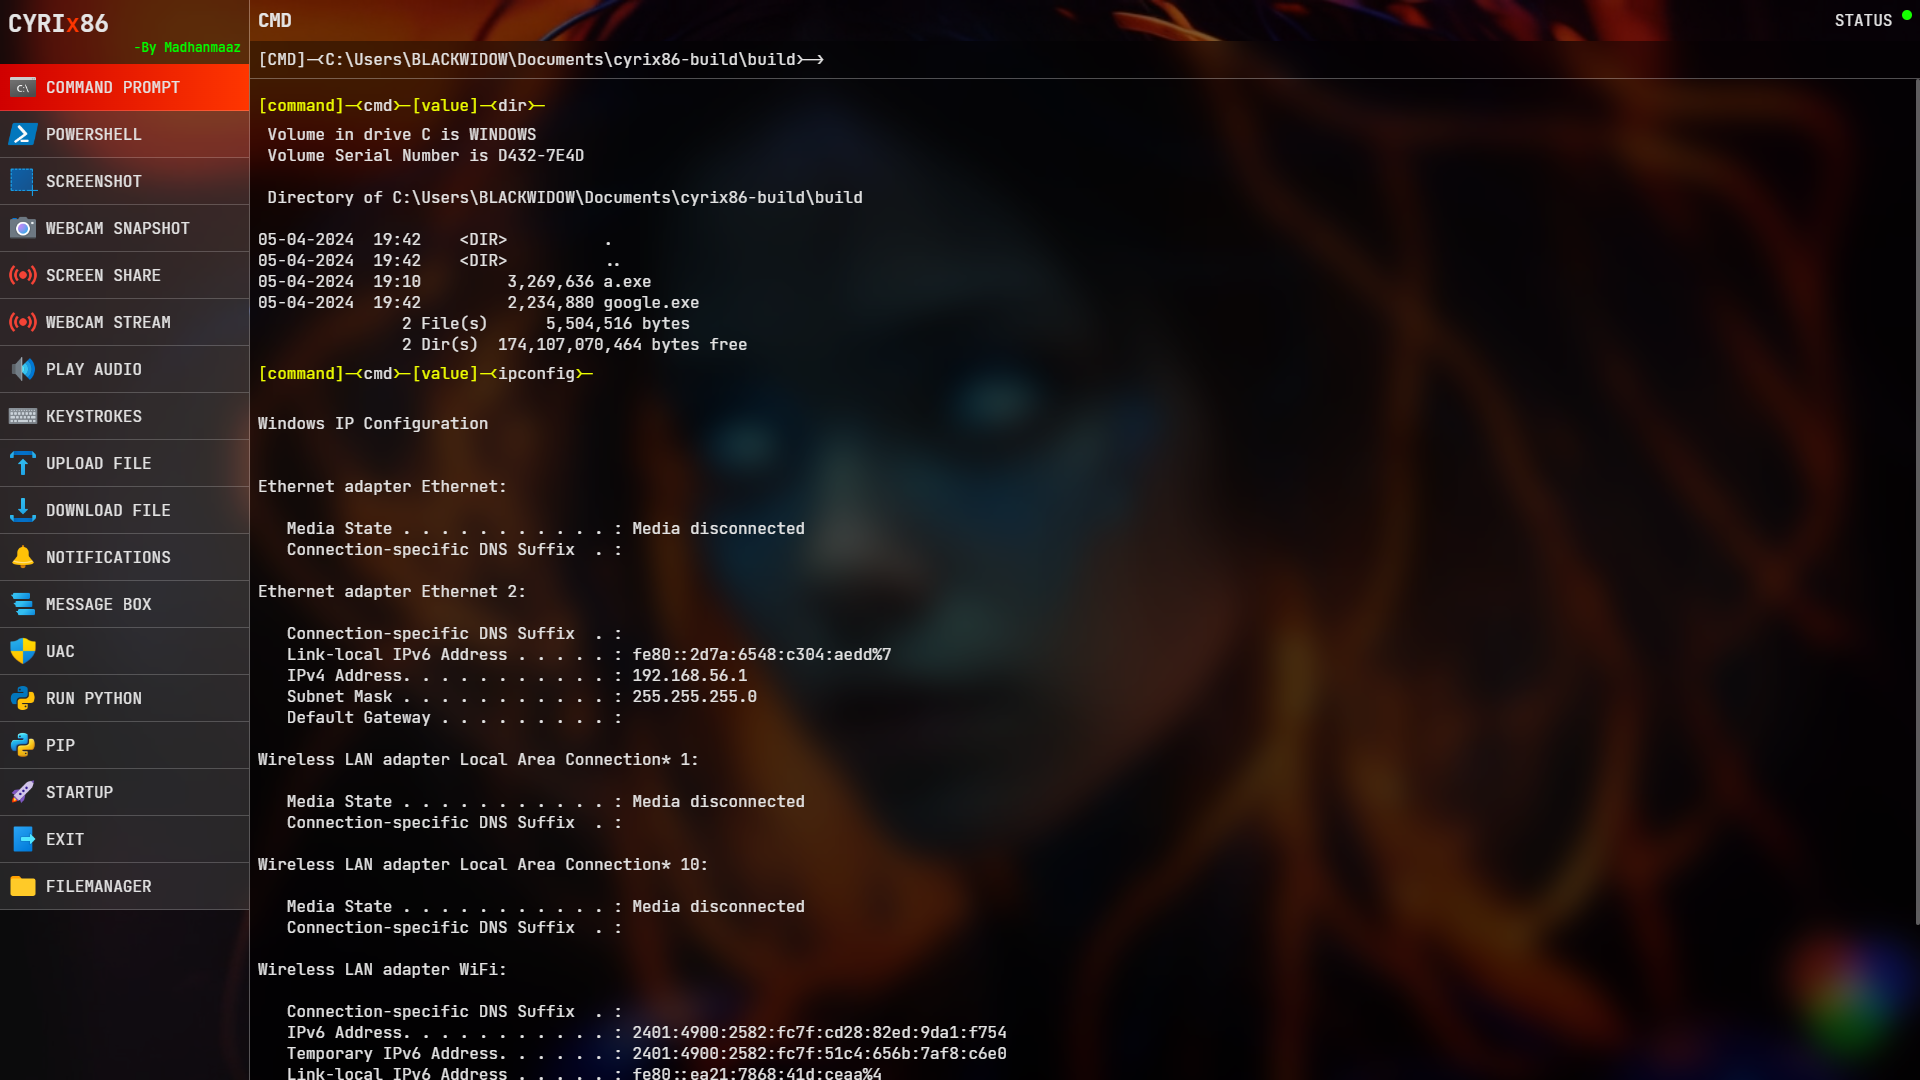 CYRIx86
-By Madhanmaaz
COMMAND PROMPT
POWERSHELL
SCREENSHOT
WEBCAM SNAPSHOT
SCREEN SHARE
WEBCAM STREAM
PLAY AUDIO
KEYSTROKES
UPLOAD FILE
DOWNLOAD FILE
NOTIFICATIONS
MESSAGE BOX
UAC
RUN PYTHON
PIP
STARTUP
EXIT
FILEMANAGER
CMD
STATUS
[CMD]-<C:\Users\BLACKWIDOW\Documents\cyrix86-build\build>-->
[command]-<cmd>-[value]-<dir>-
Volume in drive C is WINDOWS
Volume Serial Number is D432-7E4D
Directory of C:\Users\BLACKWIDOW\Documents\cyrix86-build\build
05-04-2024  19:42    <DIR>          .
05-04-2024  19:42    <DIR>          ..
05-04-2024  19:10         3,269,636 a.exe
05-04-2024  19:42         2,234,880 google.exe
2 File(s)      5,504,516 bytes
2 Dir(s)  174,107,070,464 bytes free
[command]-<cmd>-[value]-<ipconfig>-
Windows IP Configuration
Ethernet adapter Ethernet:
Media State . . . . . . . . . . . : Media disconnected
Connection-specific DNS Suffix  . :
Ethernet adapter Ethernet 2:
Connection-specific DNS Suffix  . :
Link-local IPv6 Address . . . . . : fe80::2d7a:6548:c304:aedd%7
IPv4 Address. . . . . . . . . . . : 192.168.56.1
Subnet Mask . . . . . . . . . . . : 255.255.255.0
Default Gateway . . . . . . . . . :
Wireless LAN adapter Local Area Connection* 1:
Media State . . . . . . . . . . . : Media disconnected
Connection-specific DNS Suffix  . :
Wireless LAN adapter Local Area Connection* 10:
Media State . . . . . . . . . . . : Media disconnected
Connection-specific DNS Suffix  . :
Wireless LAN adapter WiFi:
Connection-specific DNS Suffix  . :
IPv6 Address. . . . . . . . . . . : 2401:4900:2582:fc7f:cd28:82ed:9da1:f754
Temporary IPv6 Address. . . . . . : 2401:4900:2582:fc7f:51c4:656b:7af8:c6e0
Link-local IPv6 Address . . . . . : fe80::ea21:7868:41d:ceaa%4